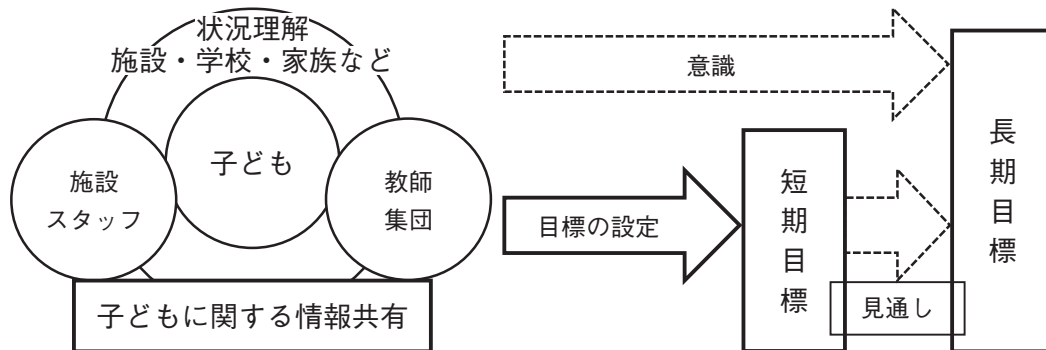 状況理解
施設・学校・家族など
子ども
施設
スタッフ
教師
集団
子どもに関する情報共有
意識
目標の設定
短期目標
見通し
長期目標